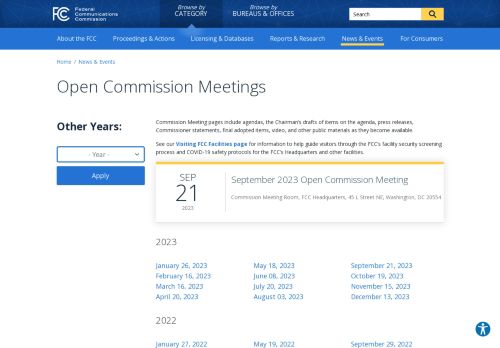 Browse by
CATEGORY
Browse by
BUREAUS & OFFICES
FCC Federal Communications Commission
Search
About the FCC
Proceedings & Actions
Licensing & Databases
Reports & Research
News & Events
For Consumers
Home / News & Events
Open Commission Meetings
Other Years:
- Year -
Apply
Commission Meeting pages include agendas, the Chairman's drafts of items on the agenda, press releases,
Commissioner statements, final adopted items, video, and other public materials as they become available.
See our Visiting FCC Facilities page for information to help guide visitors through the FCC's facility security screening
process and COVID-19 safety protocols for the FCC's Headquarters and other facilities.
SEP
21
2023
September 2023 Open Commission Meeting
Commission Meeting Room, FCC Headquarters, 45 L Street NE, Washington, DC 20554
2023
January 26, 2023
February 16, 2023
March 16, 2023
April 20, 2023
May 18, 2023
June 08, 2023
July 20, 2023
August 03, 2023
September 21, 2023
October 19, 2023
November 15, 2023
December 13, 2023
2022
January 27, 2022
May 19, 2022
September 29, 2022